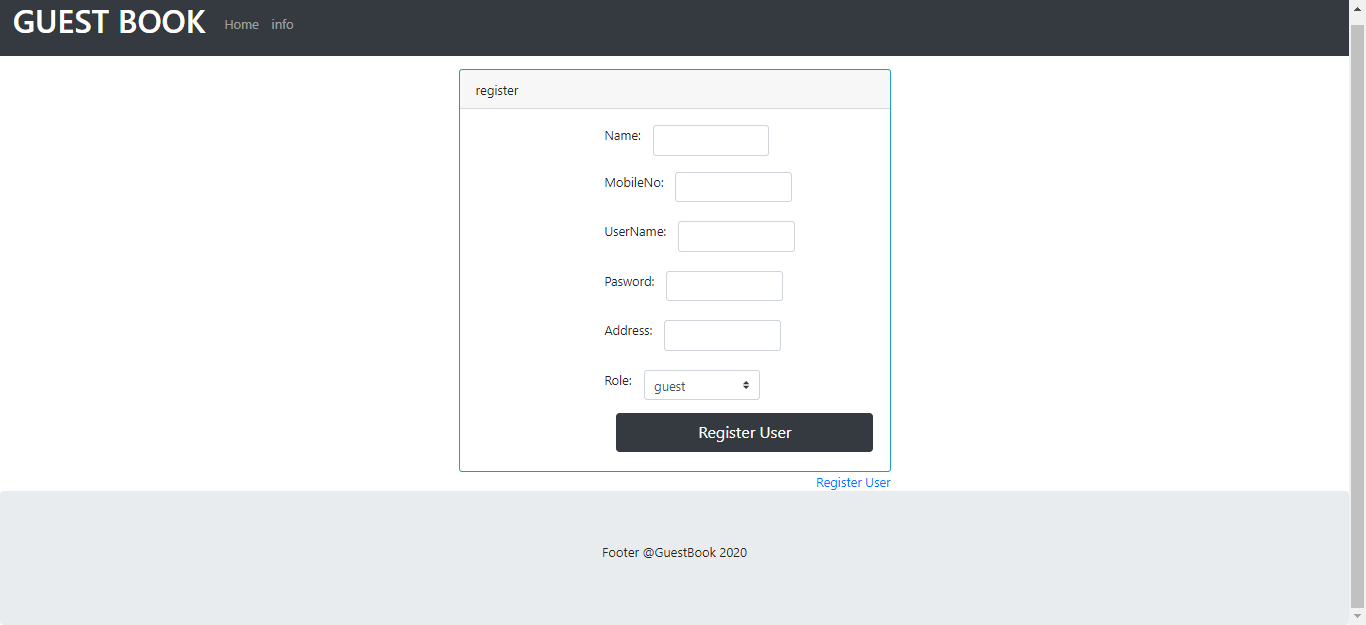 GUEST BOOK Home info
register
Name:
MobileNo:
UserName:
Pasword:
Address:
Role: guest
Register User
Register User
Footer @GuestBook 2020